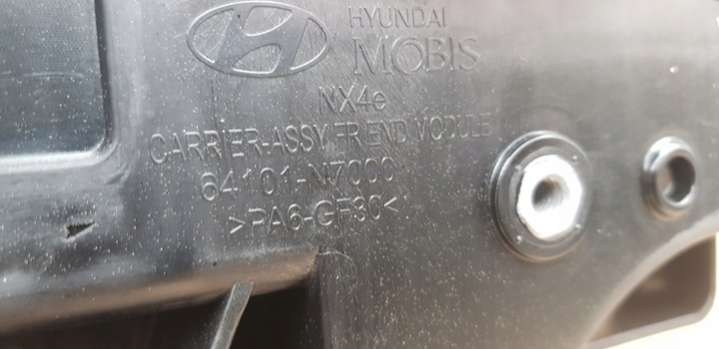 HYUNDAI
MOBIS
NX4e
CARRIER-ASSY FR END MODULE
64101-N7000
>PA6-GF30<